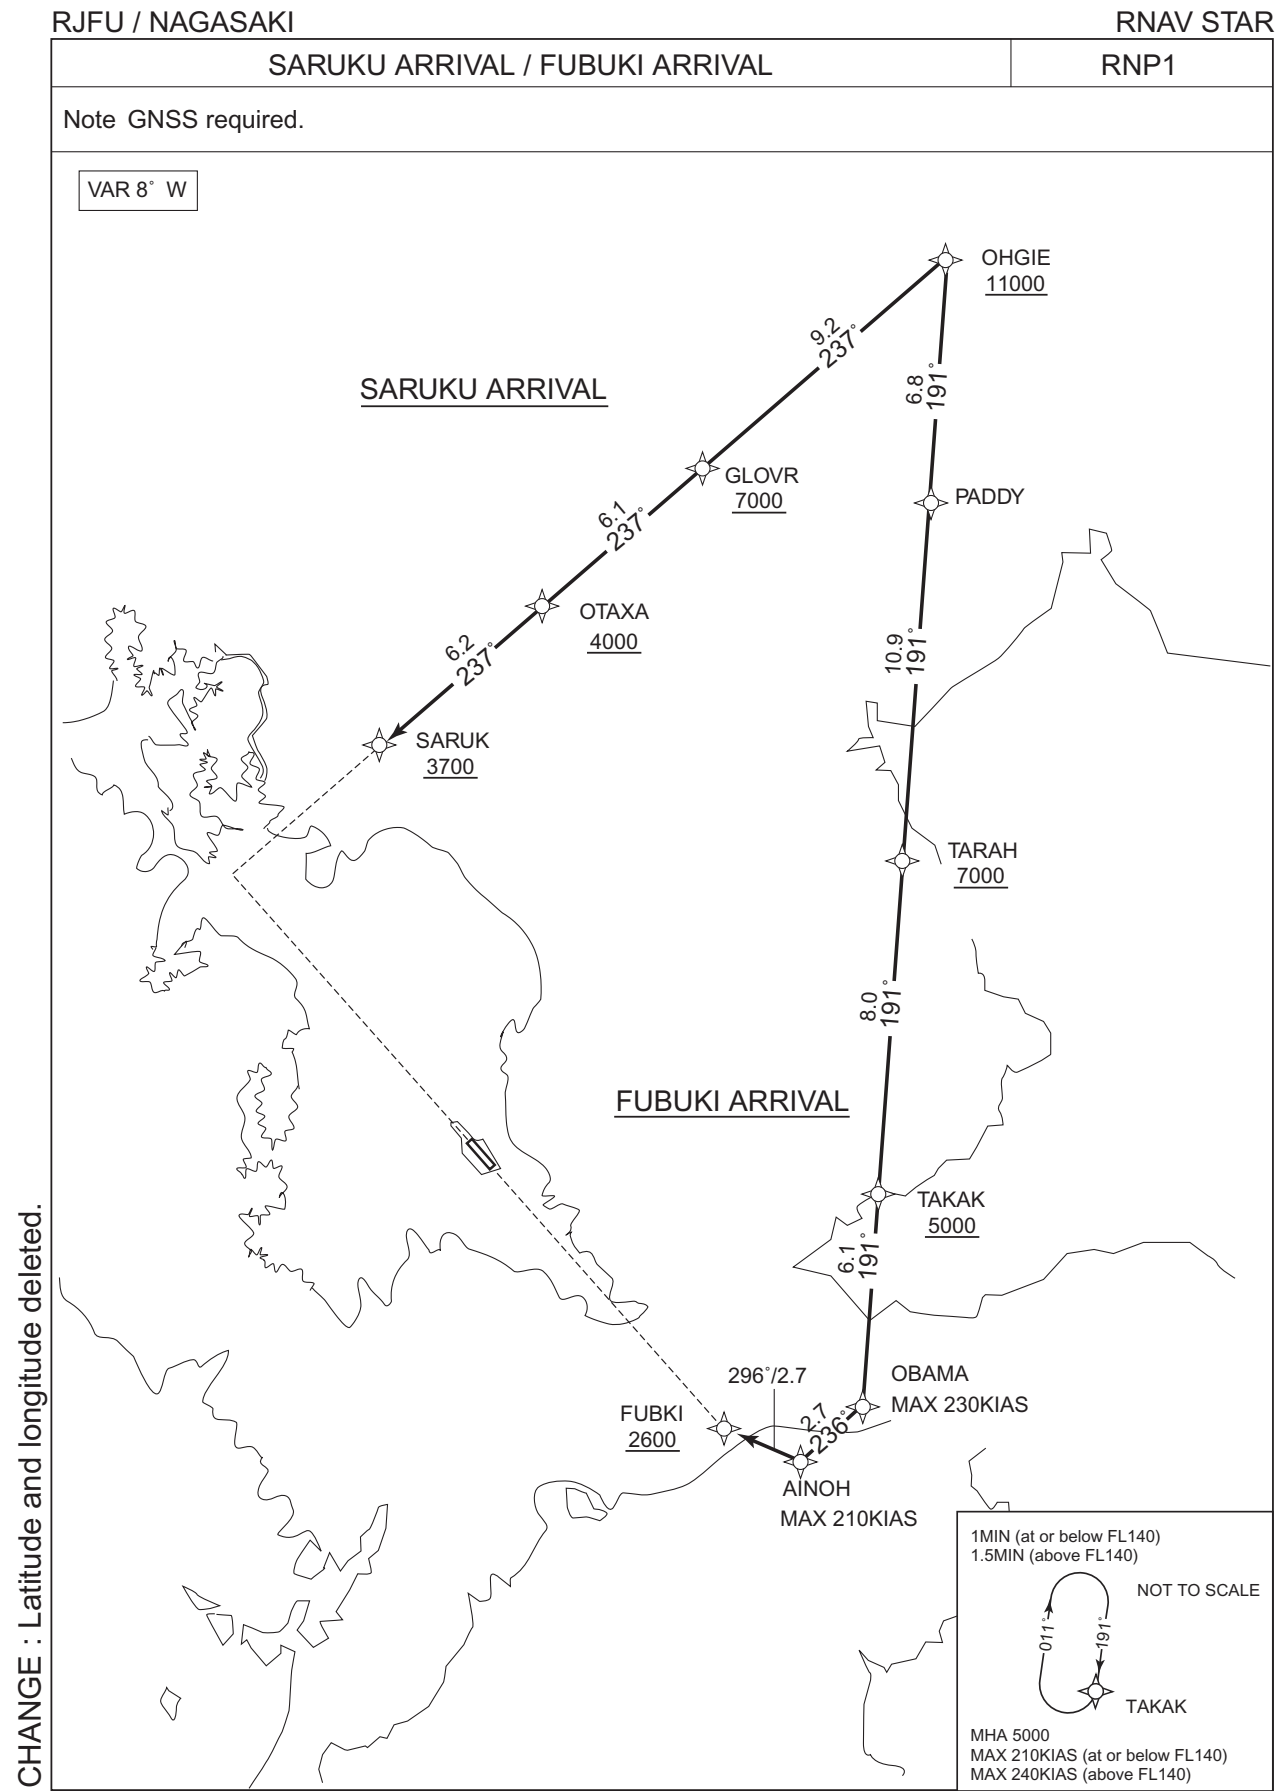 RJFU / NAGASAKI
RNAV STAR
SARUKU ARRIVAL / FUBUKI ARRIVAL
RNP1
Note GNSS required.
VAR 8° W
OHGIE
11000
9.2
237°
6.8
191°
SARUKU ARRIVAL
GLOVR
7000
PADDY
6.1
237°
OTAXA
4000
10.9
191°
6.2
237°
SARUK
3700
TARAH
7000
8.0
191°
FUBUKI ARRIVAL
TAKAK
5000
6.1
191°
296°/2.7
OBAMA
MAX 230KIAS
FUBKI
2600
2.7
236°
AINOH
MAX 210KIAS
1MIN (at or below FL140)
1.5MIN (above FL140)
NOT TO SCALE
011°
191°
TAKAK
MHA 5000
MAX 210KIAS (at or below FL140)
MAX 240KIAS (above FL140)
CHANGE : Latitude and longitude deleted.